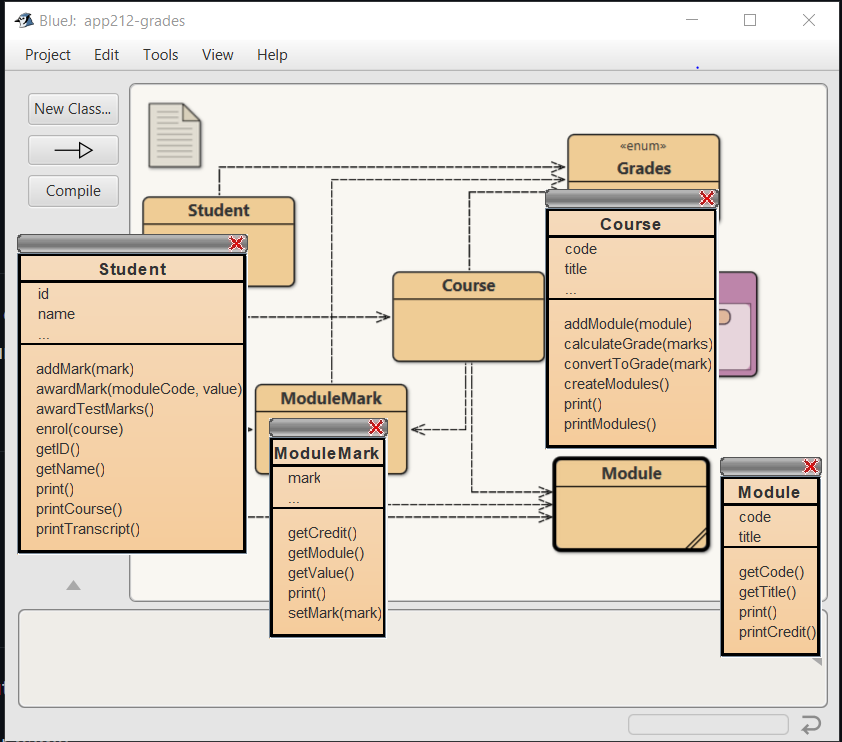 BlueJ: app212-grades
Project Edit Tools View Help
New Class...
Compile
«enum»
Grades
Student
Course
ModuleMark
Module
Student
id
name
...
addMark(mark)
awardMark(moduleCode, value)
awardTestMarks()
enrol(course)
getID()
getName()
print()
printCourse()
printTranscript()
Course
code
title
...
addModule(module)
calculateGrade(marks)
convertToGrade(mark)
createModules()
print()
printModules()
ModuleMark
mark
...
getCredit()
getModule()
getValue()
print()
setMark(mark)
Module
code
title
getCode()
getTitle()
print()
printCredit()